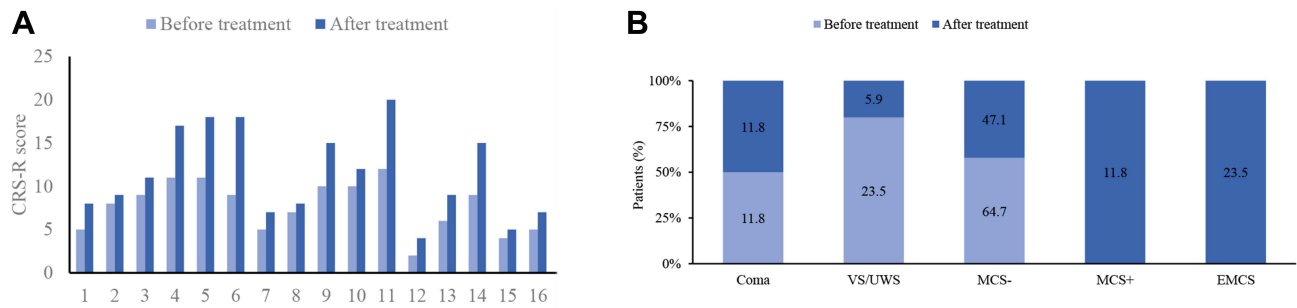 A
Before treatment After treatment
CRS-R score
25
20
15
10
5
0
1 2 3 4 5 6 7 8 9 10 11 12 13 14 15 16
B
Before treatment After treatment
Patients (%)
100%
75%
50%
25%
0%
11.8 5.9 47.1 11.8 23.5
11.8 23.5 64.7
Coma VS/UWS MCS- MCS+ EMCS